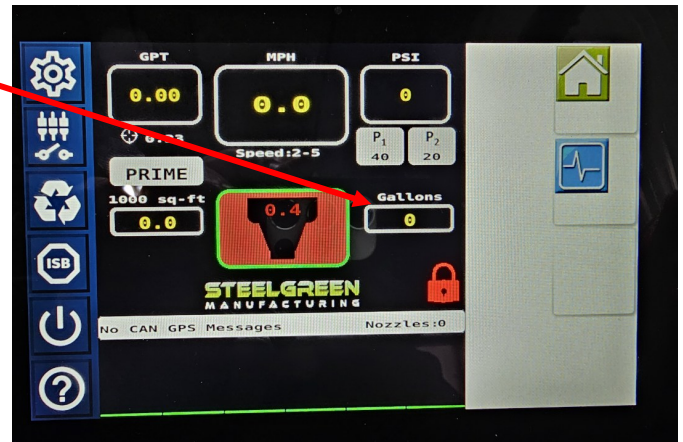 GPT MPH PSI
0.00 0.0 0
Speed:2-5 P1 P2
40 20
PRIME
1000 sq-ft 0.4 Gallons
0.0 0
ISB
STEELGREEN
MANUFACTURING
No CAN GPS Messages Nozzles:0
?